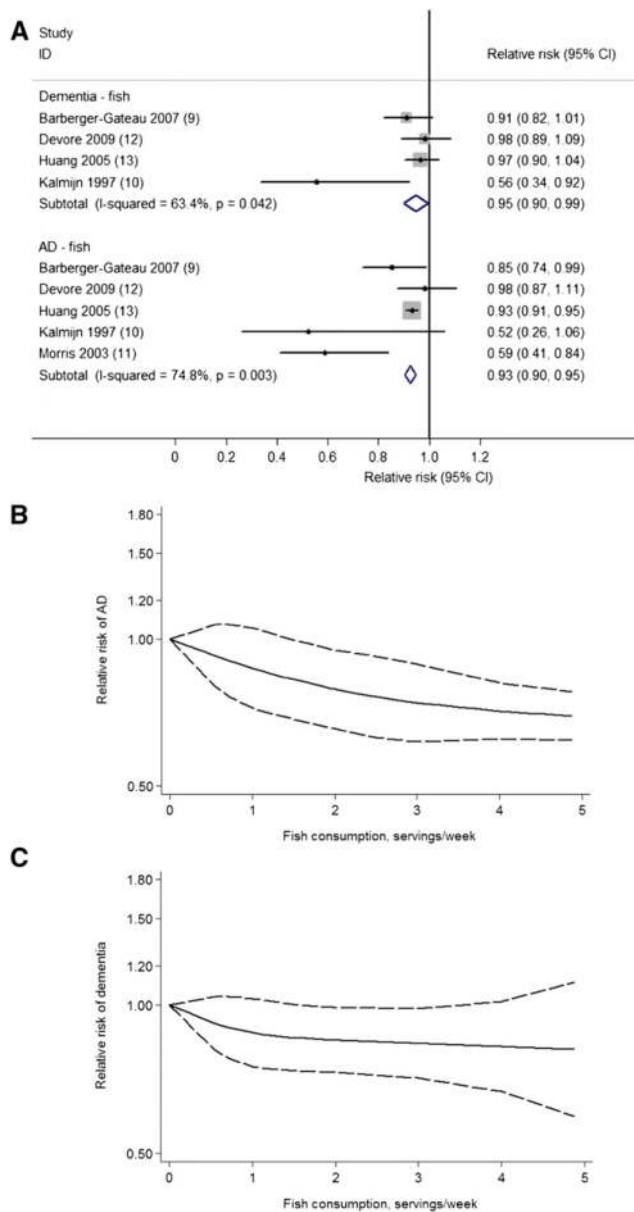 A
Study
ID Relative risk (95% CI)
Dementia - fish
Barberger-Gateau 2007 (9) 0.91 (0.82, 1.01)
Devore 2009 (12) 0.98 (0.89, 1.09)
Huang 2005 (13) 0.97 (0.90, 1.04)
Kalmijn 1997 (10) 0.56 (0.34, 0.92)
Subtotal (I-squared = 63.4%, p = 0.042) 0.95 (0.90, 0.99)
AD - fish
Barberger-Gateau 2007 (9) 0.85 (0.74, 0.99)
Devore 2009 (12) 0.98 (0.87, 1.11)
Huang 2005 (13) 0.93 (0.91, 0.95)
Kalmijn 1997 (10) 0.52 (0.26, 1.06)
Morris 2003 (11) 0.59 (0.41, 0.84)
Subtotal (I-squared = 74.8%, p = 0.003) 0.93 (0.90, 0.95)
0 0.2 0.4 0.6 0.8 1.0 1.2
Relative risk (95% CI)
B
Relative risk of AD
1.80
1.50
1.20
1.00
0.50
0 1 2 3 4 5
Fish consumption, servings/week
C
Relative risk of dementia
1.80
1.50
1.20
1.00
0.50
0 1 2 3 4 5
Fish consumption, servings/week